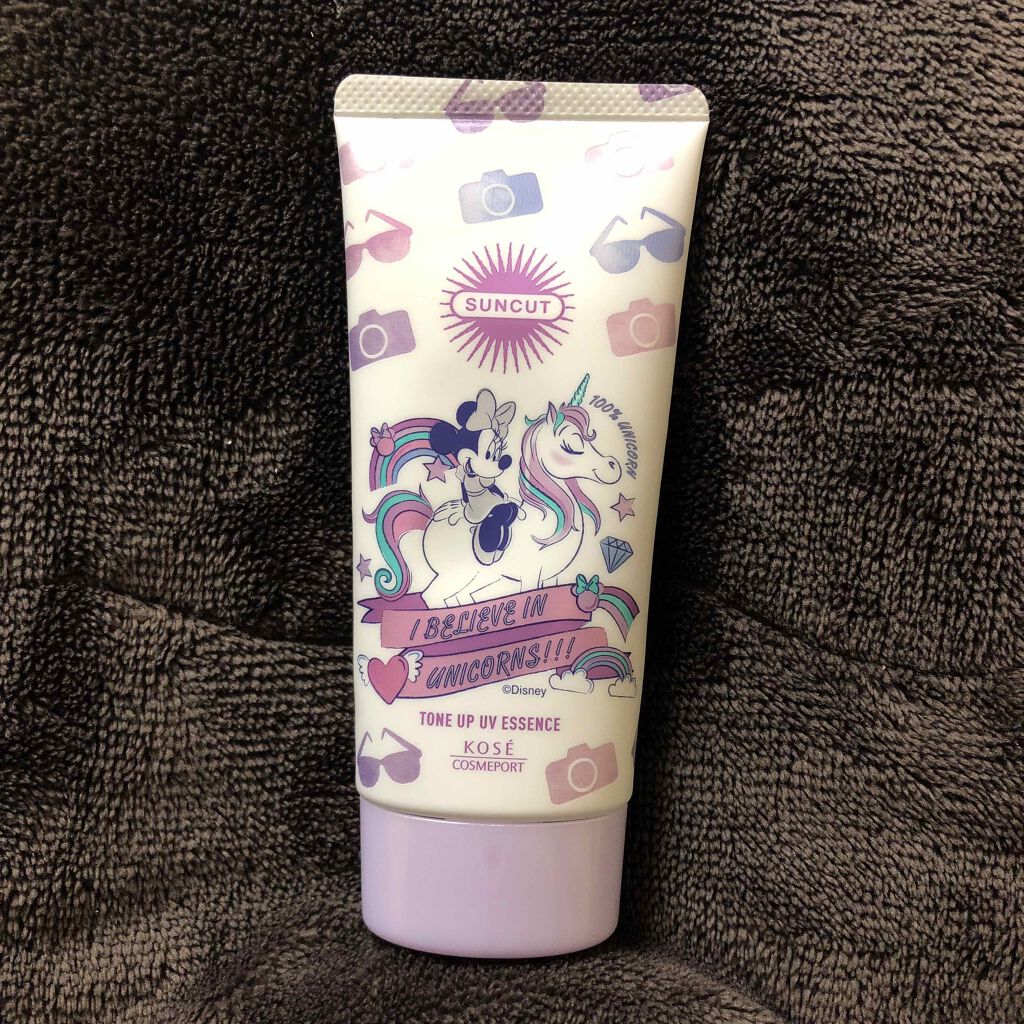 SUNCUT
100% UNICORN
I BELIEVE IN
UNICORNS!!!
©Disney
TONE UP UV ESSENCE
KOSÉ
COSMEPORT